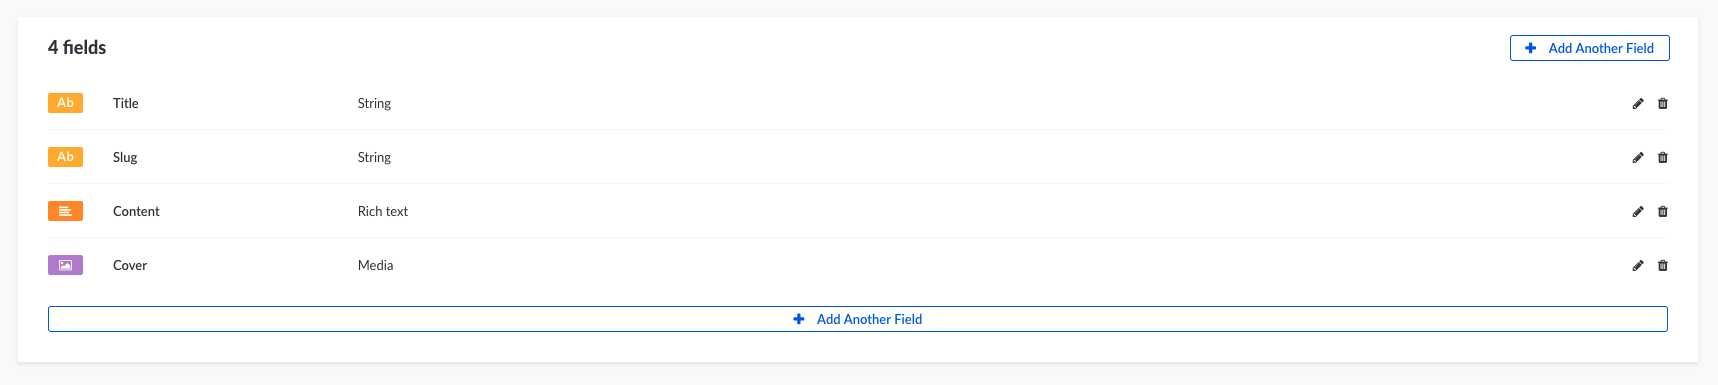 4 fields
Add Another Field
Ab Title String
Ab Slug String
Content Rich text
Cover Media
Add Another Field